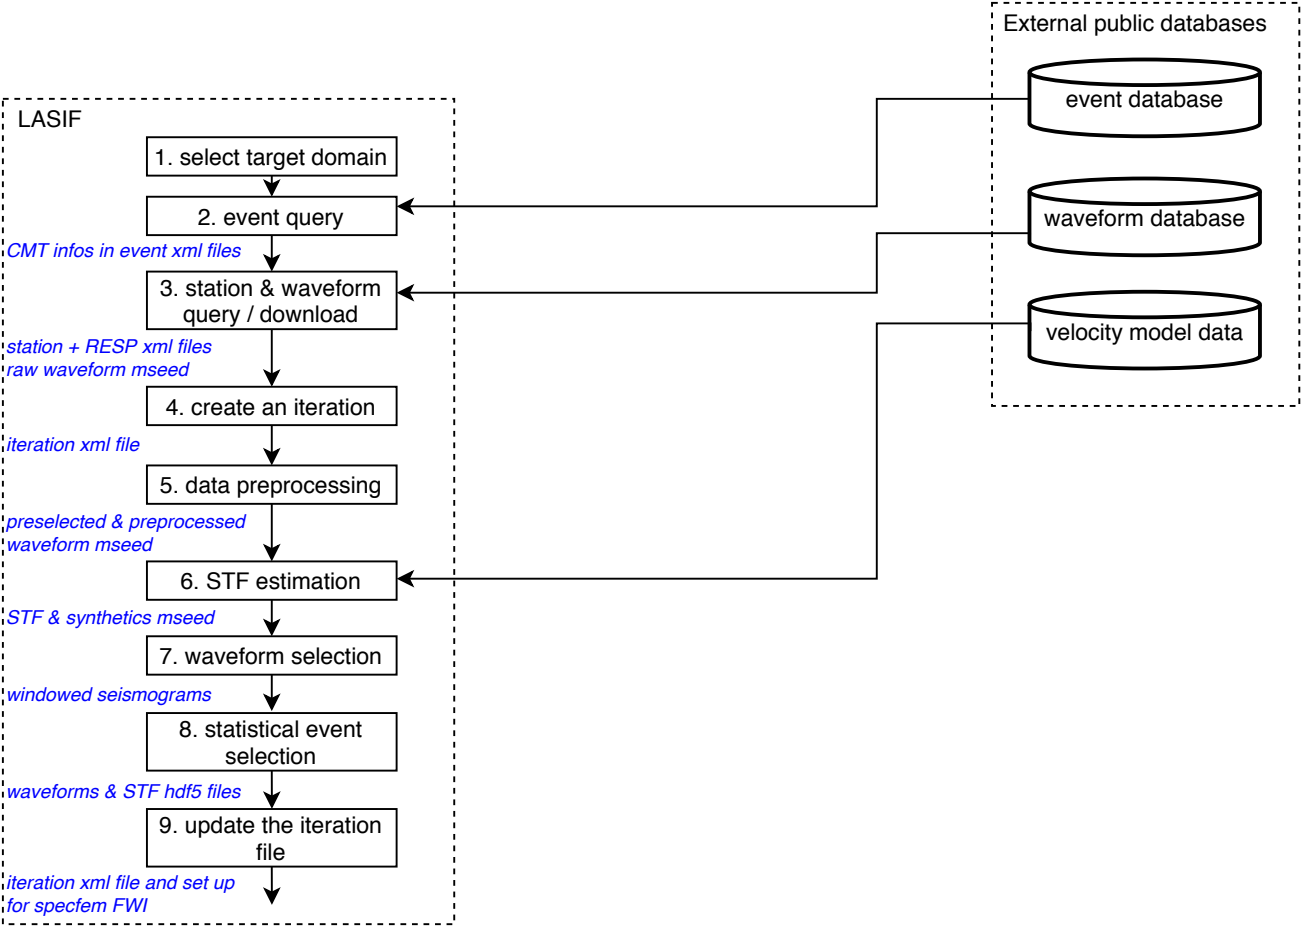 External public databases
event database
waveform database
velocity model data
LASIF
1. select target domain
2. event query
CMT infos in event xml files
3. station & waveform
query / download
station + RESP xml files
raw waveform mseed
4. create an iteration
iteration xml file
5. data preprocessing
preselected & preprocessed
waveform mseed
6. STF estimation
STF & synthetics mseed
7. waveform selection
windowed seismograms
8. statistical event
selection
waveforms & STF hdf5 files
9. update the iteration
file
iteration xml file and set up
for specfem FWI